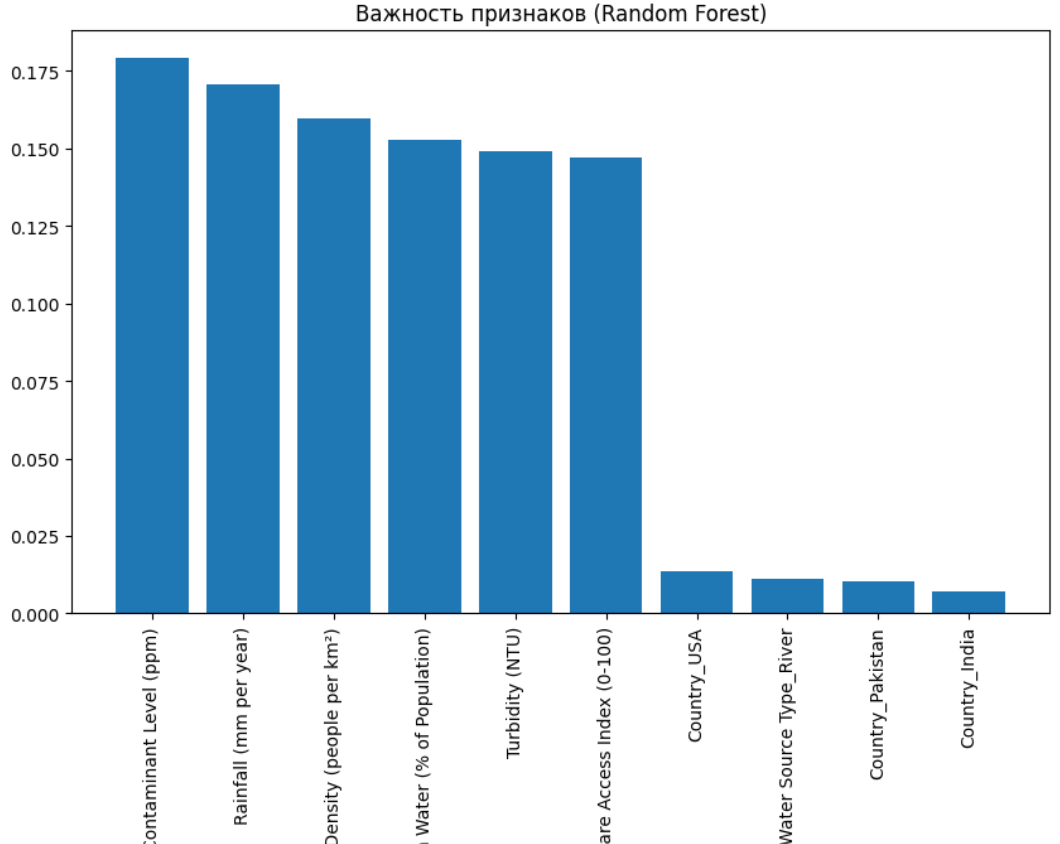 Важность признаков (Random Forest)
0.175
0.150
0.125
0.100
0.075
0.050
0.025
0.000
Contaminant Level (ppm)
Rainfall (mm per year)
Density (people per km²)
Water (% of Population)
Turbidity (NTU)
Access Index (0-100)
Country_USA
Water Source Type_River
Country_Pakistan
Country_India